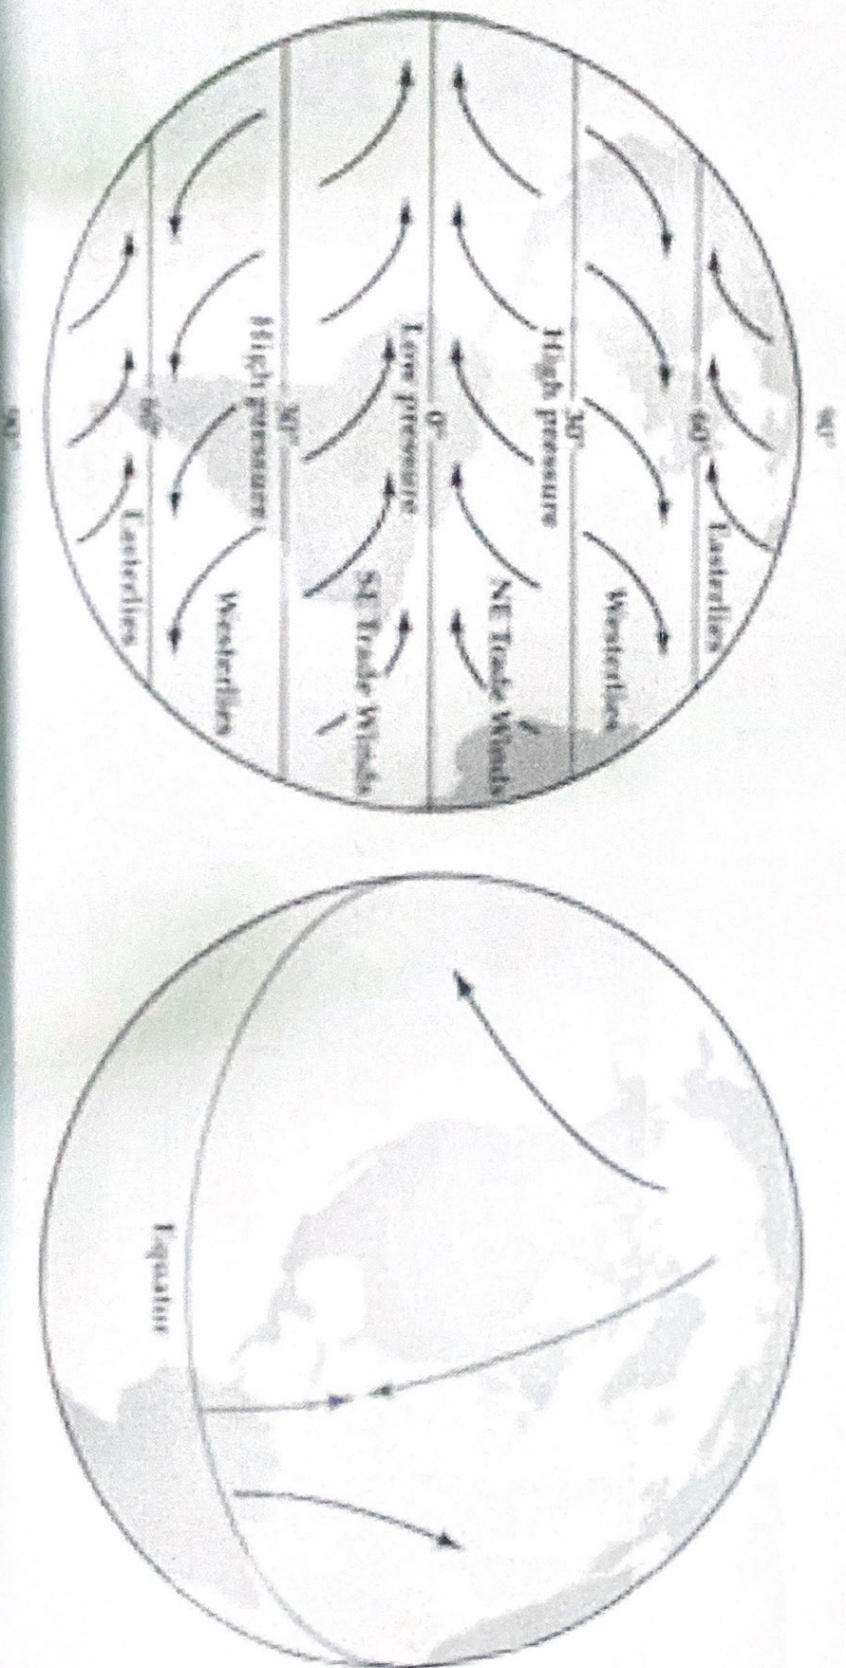 90°
Easterlies
60°
Westerlies
30°
High pressure
NE Trade Winds
0°
Low pressure
SE Trade Winds
30°
High pressure
Westerlies
60°
Easterlies
90°
Equator